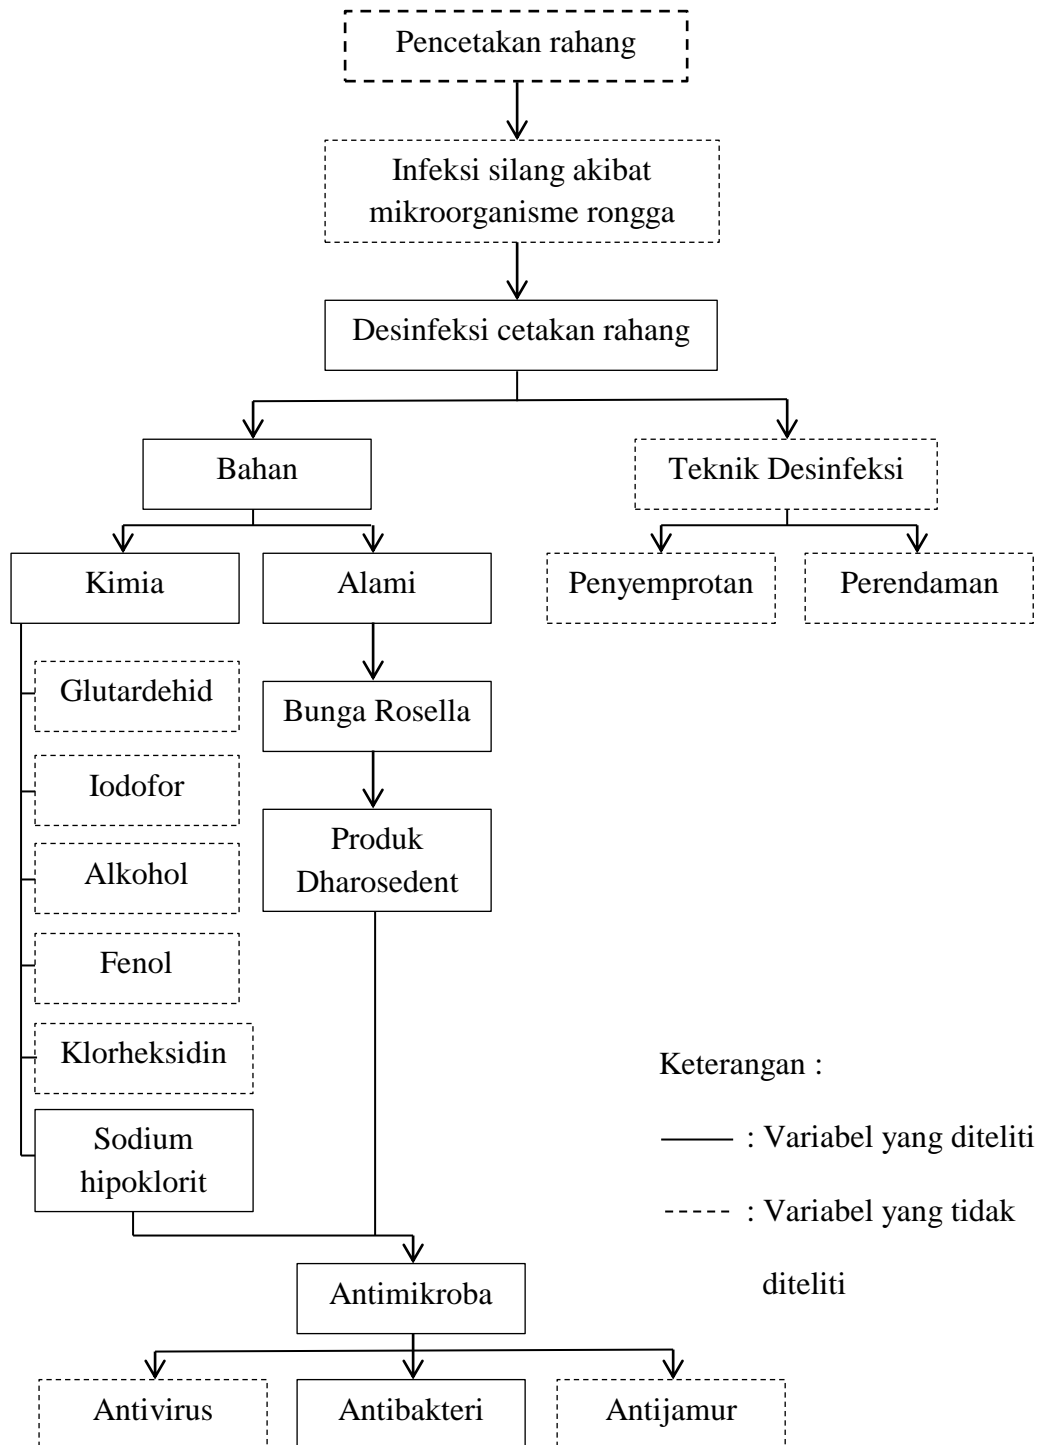 Pencetakan rahang
Infeksi silang akibat
mikroorganisme rongga
Desinfeksi cetakan rahang
Bahan
Teknik Desinfeksi
Kimia
Alami
Penyemprotan
Perendaman
Glutardehid
Bunga Rosella
Iodofor
Produk
Dharosedent
Alkohol
Fenol
Klorheksidin
Sodium
hipoklorit
Keterangan :
: Variabel yang diteliti
: Variabel yang tidak
diteliti
Antimikroba
Antivirus
Antibakteri
Antijamur